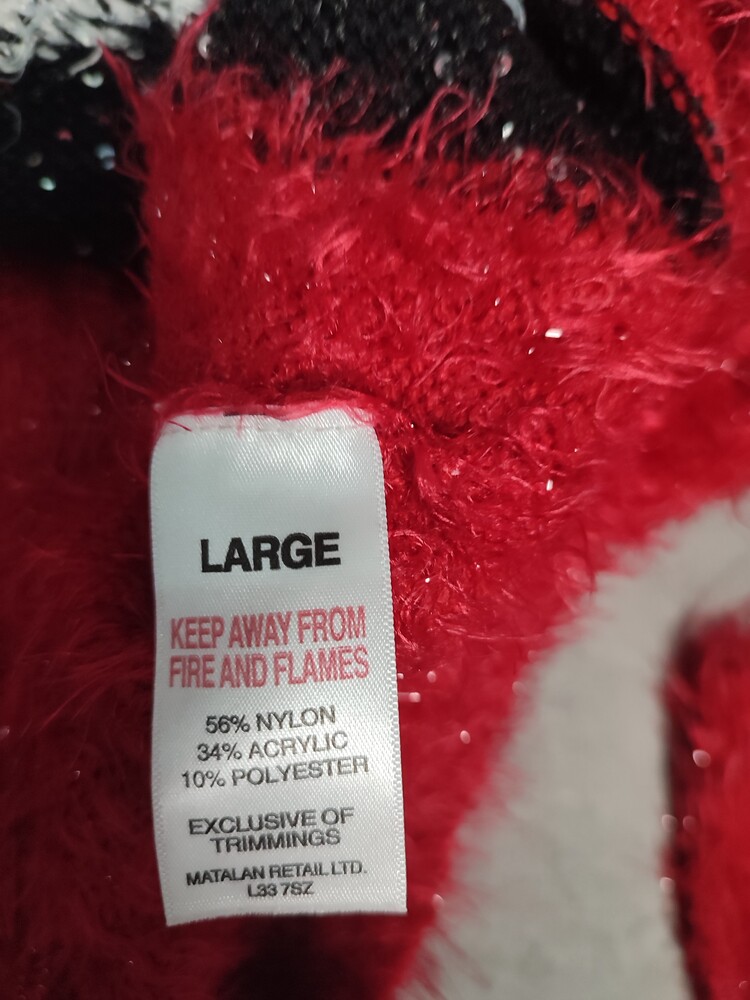 LARGE
KEEP AWAY FROM
FIRE AND FLAMES
56% NYLON
34% ACRYLIC
10% POLYESTER
EXCLUSIVE OF
TRIMMINGS
MATALAN RETAIL LTD.
L33 7SZ